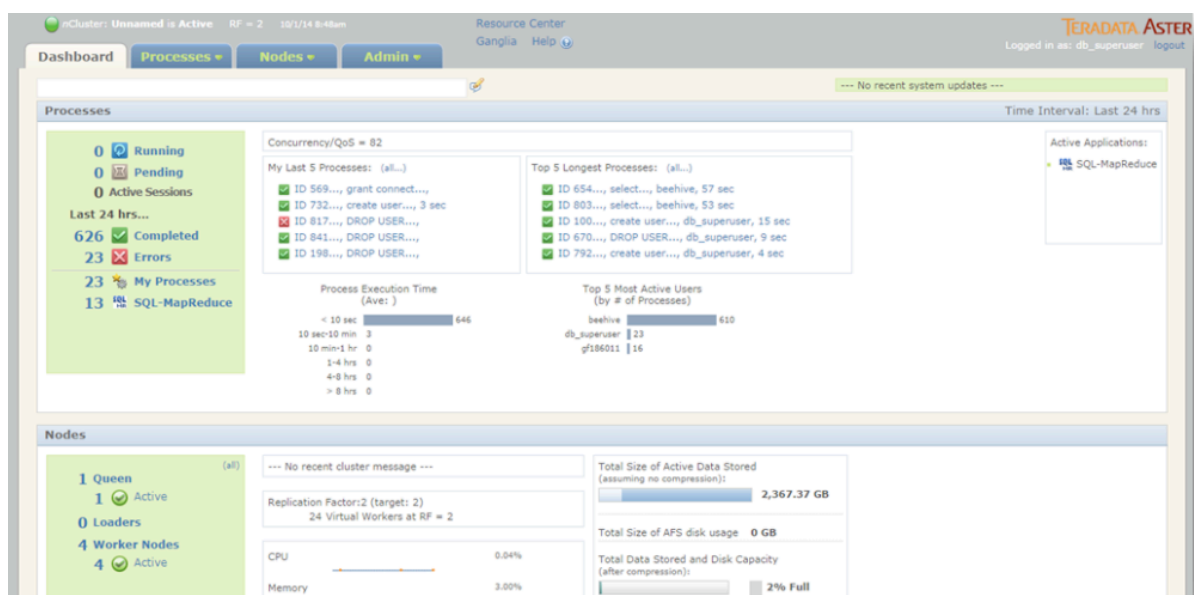 nCluster: Unnamed is Active RF = 2 10/1/14 8:48am
Resource Center
Ganglia Help
TERADATA ASTER
Logged in as: db_superuser logout
Dashboard Processes Nodes Admin
--- No recent system updates ---
Processes
Time Interval: Last 24 hrs
0 Running
0 Pending
0 Active Sessions
Last 24 hrs...
626 Completed
23 Errors
23 My Processes
13 SQL-MapReduce
Concurrency/QoS = 82
My Last 5 Processes: (all...)
ID 569..., grant connect...,
ID 732..., create user..., 3 sec
ID 817..., DROP USER...,
ID 841..., DROP USER...,
ID 198..., DROP USER...,
Top 5 Longest Processes: (all...)
ID 654..., select..., beehive, 57 sec
ID 803..., select..., beehive, 53 sec
ID 100..., create user..., db_superuser, 15 sec
ID 670..., DROP USER..., db_superuser, 9 sec
ID 792..., create user..., db_superuser, 4 sec
Active Applications:
SQL-MapReduce
Process Execution Time
(Ave: )
< 10 sec 646
10 sec-10 min 3
10 min-1 hr 0
1-4 hrs 0
4-8 hrs 0
> 8 hrs 0
Top 5 Most Active Users
(by # of Processes)
beehive 610
db_superuser 23
gf186011 16
Nodes
(all)
1 Queen
1 Active
0 Loaders
4 Worker Nodes
4 Active
--- No recent cluster message ---
Replication Factor:2 (target: 2)
24 Virtual Workers at RF = 2
CPU 0.04%
Memory 3.00%
Total Size of Active Data Stored
(assuming no compression):
2,367.37 GB
Total Size of AFS disk usage 0 GB
Total Data Stored and Disk Capacity
(after compression):
2% Full